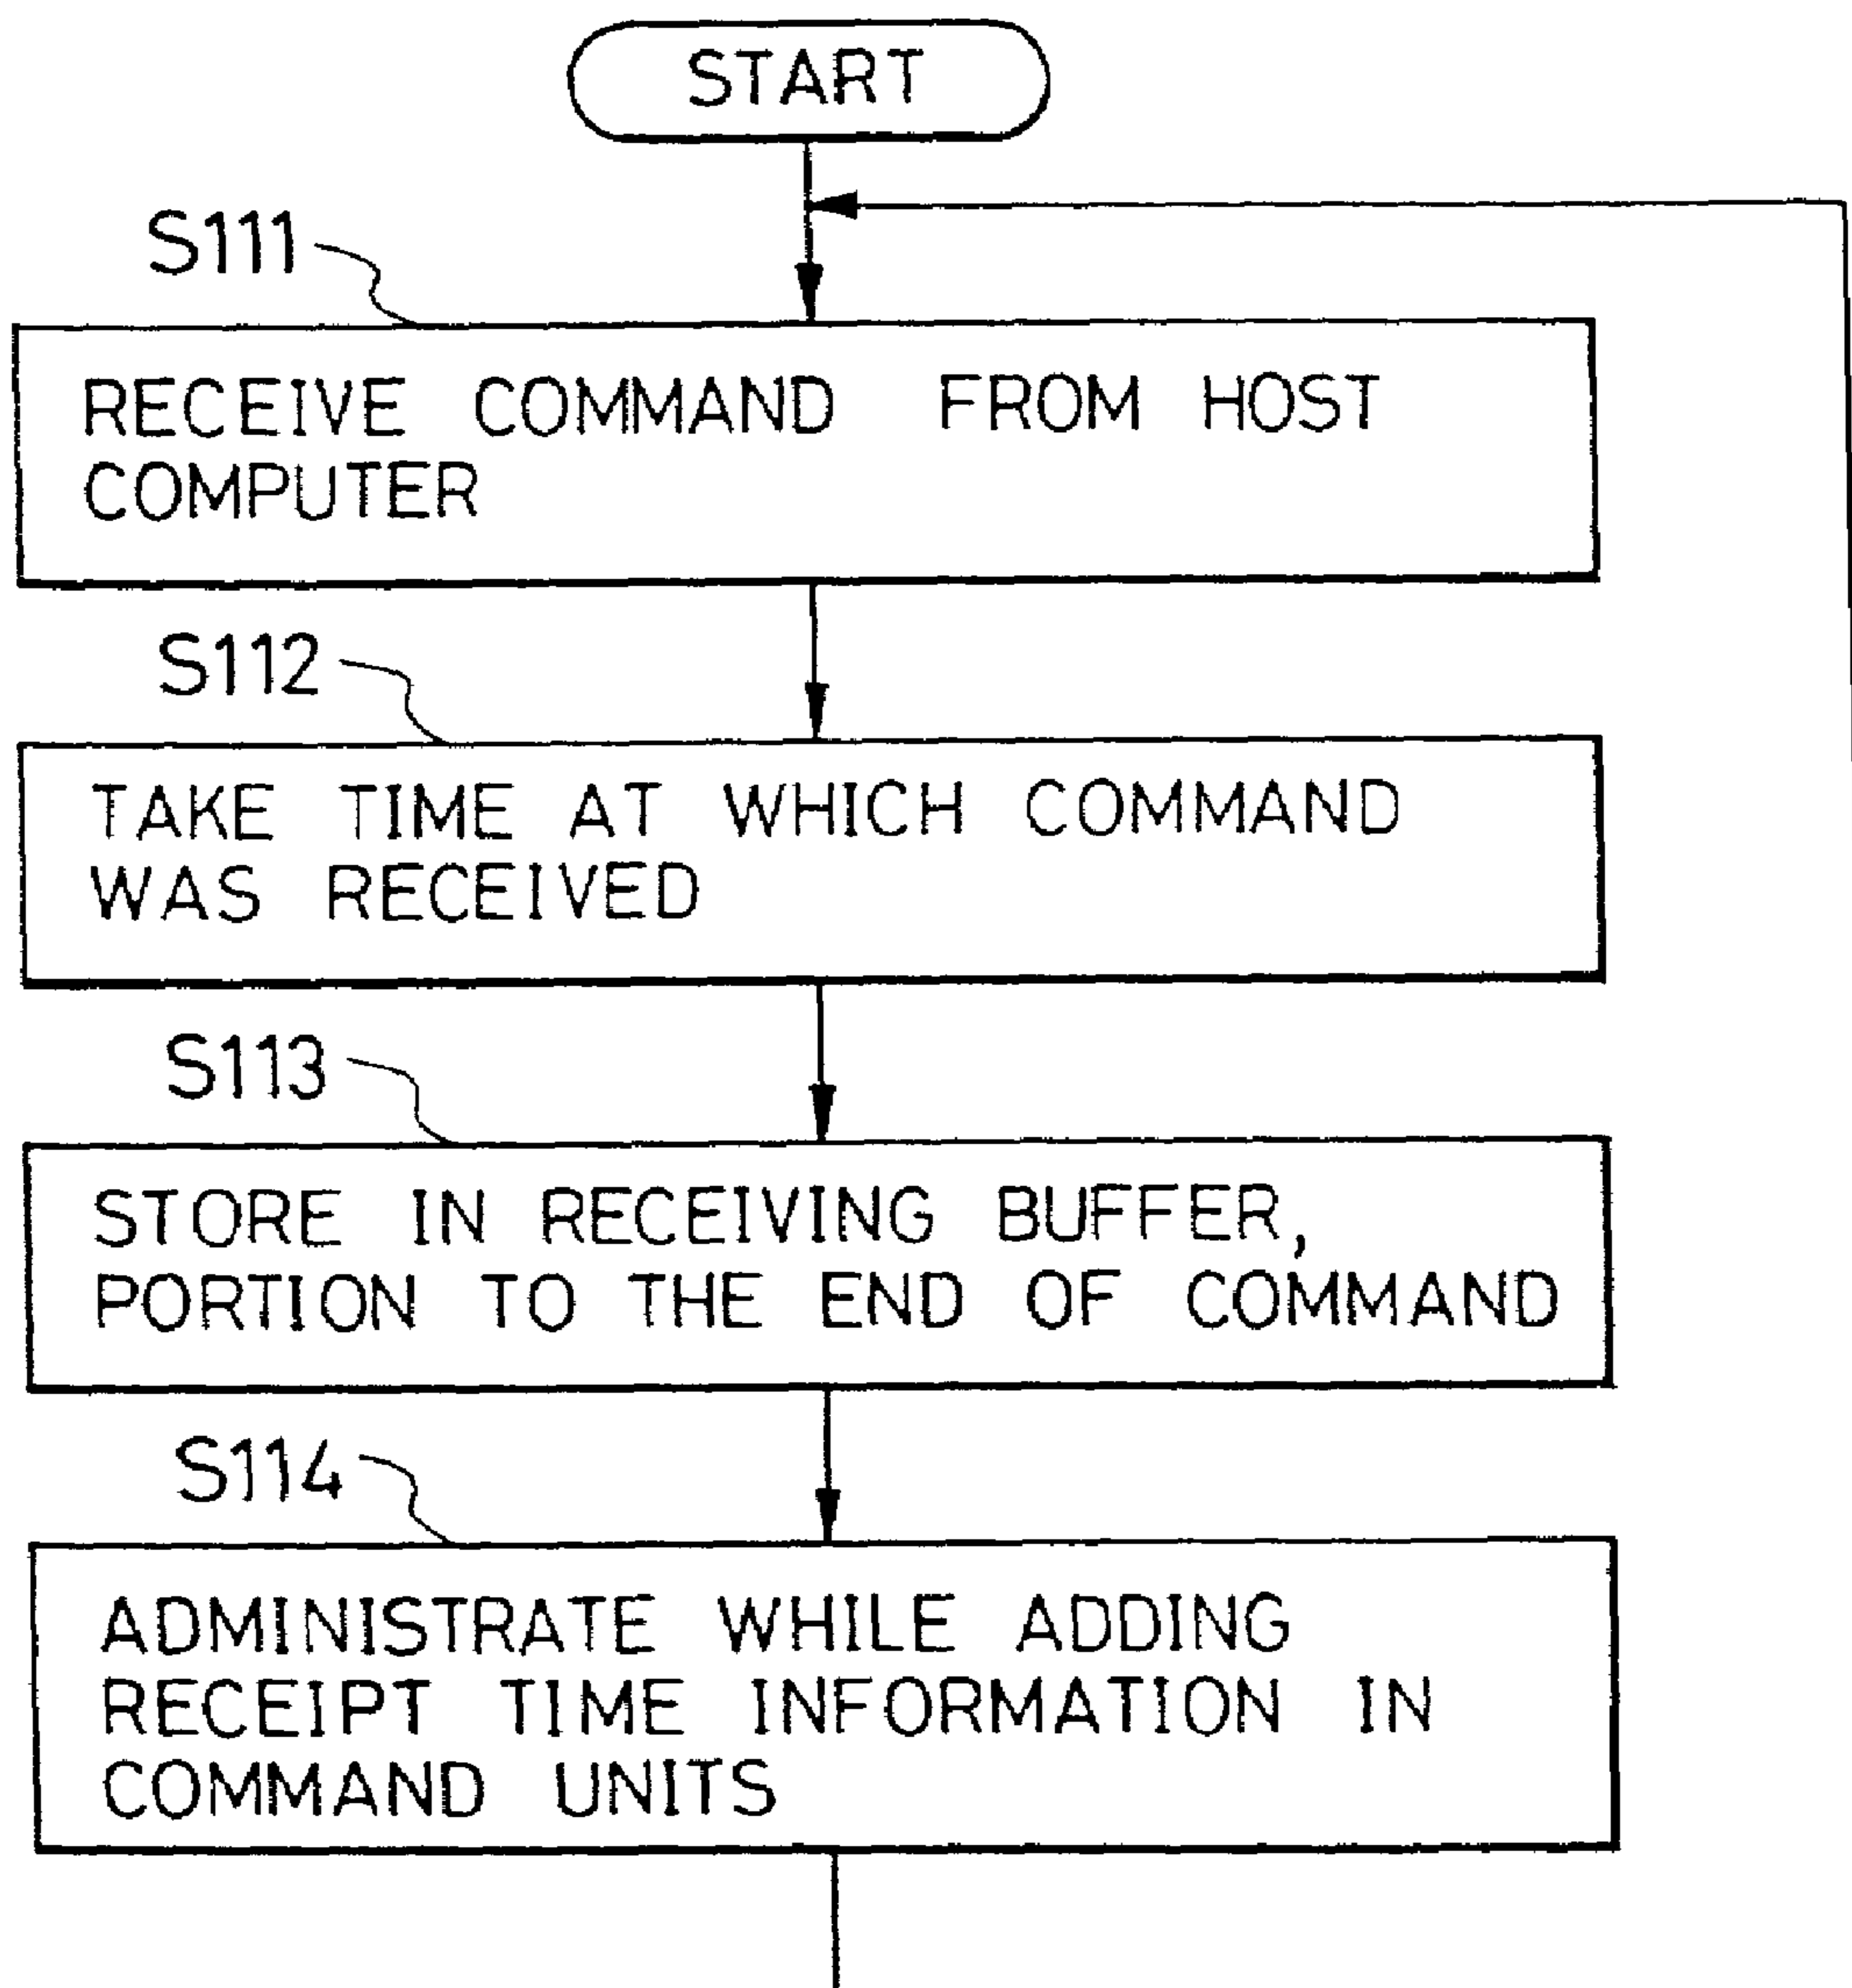 START
S111
RECEIVE COMMAND FROM HOST
COMPUTER
S112
TAKE TIME AT WHICH COMMAND
WAS RECEIVED
S113
STORE IN RECEIVING BUFFER,
PORTION TO THE END OF COMMAND
S114
ADMINISTRATE WHILE ADDING
RECEIPT TIME INFORMATION IN
COMMAND UNITS